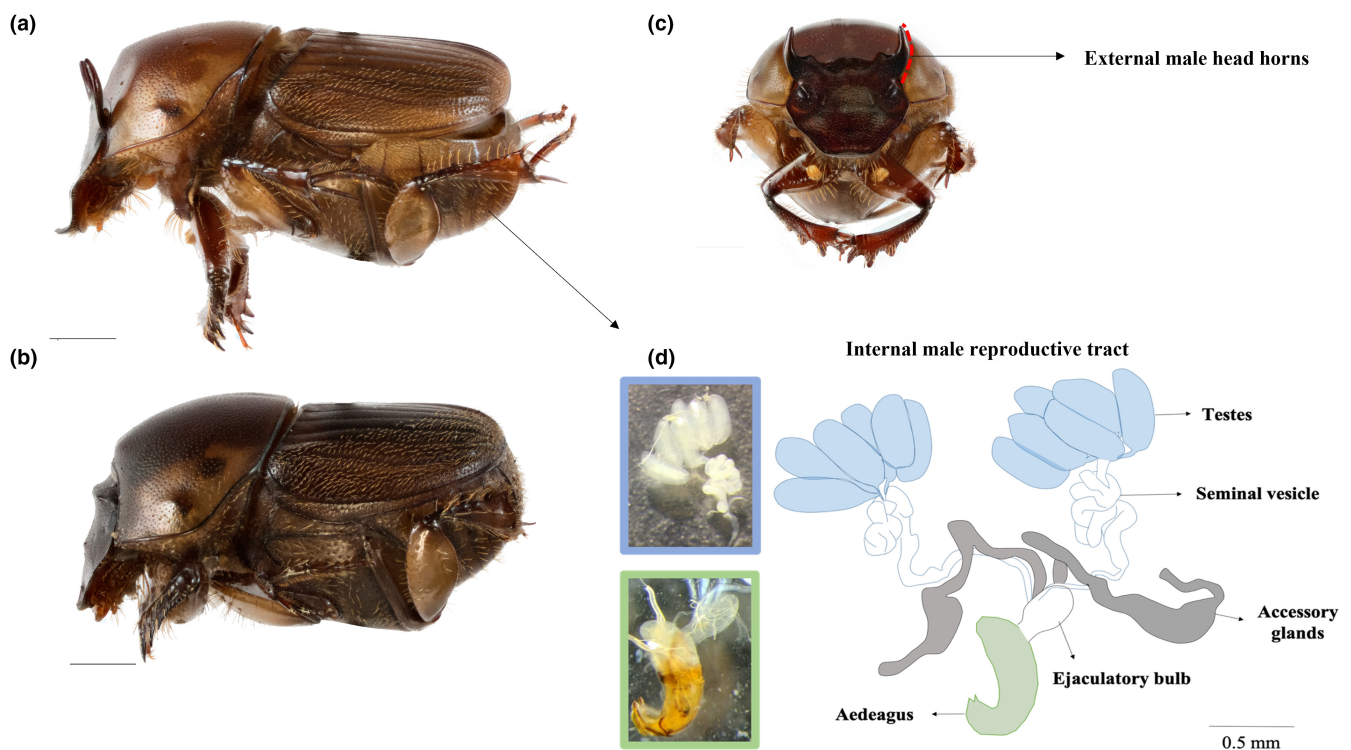 (a)
(c)
External male head horns
(b)
(d)
Internal male reproductive tract
Testes
Seminal vesicle
Accessory
glands
Ejaculatory bulb
Aedeagus
0.5 mm